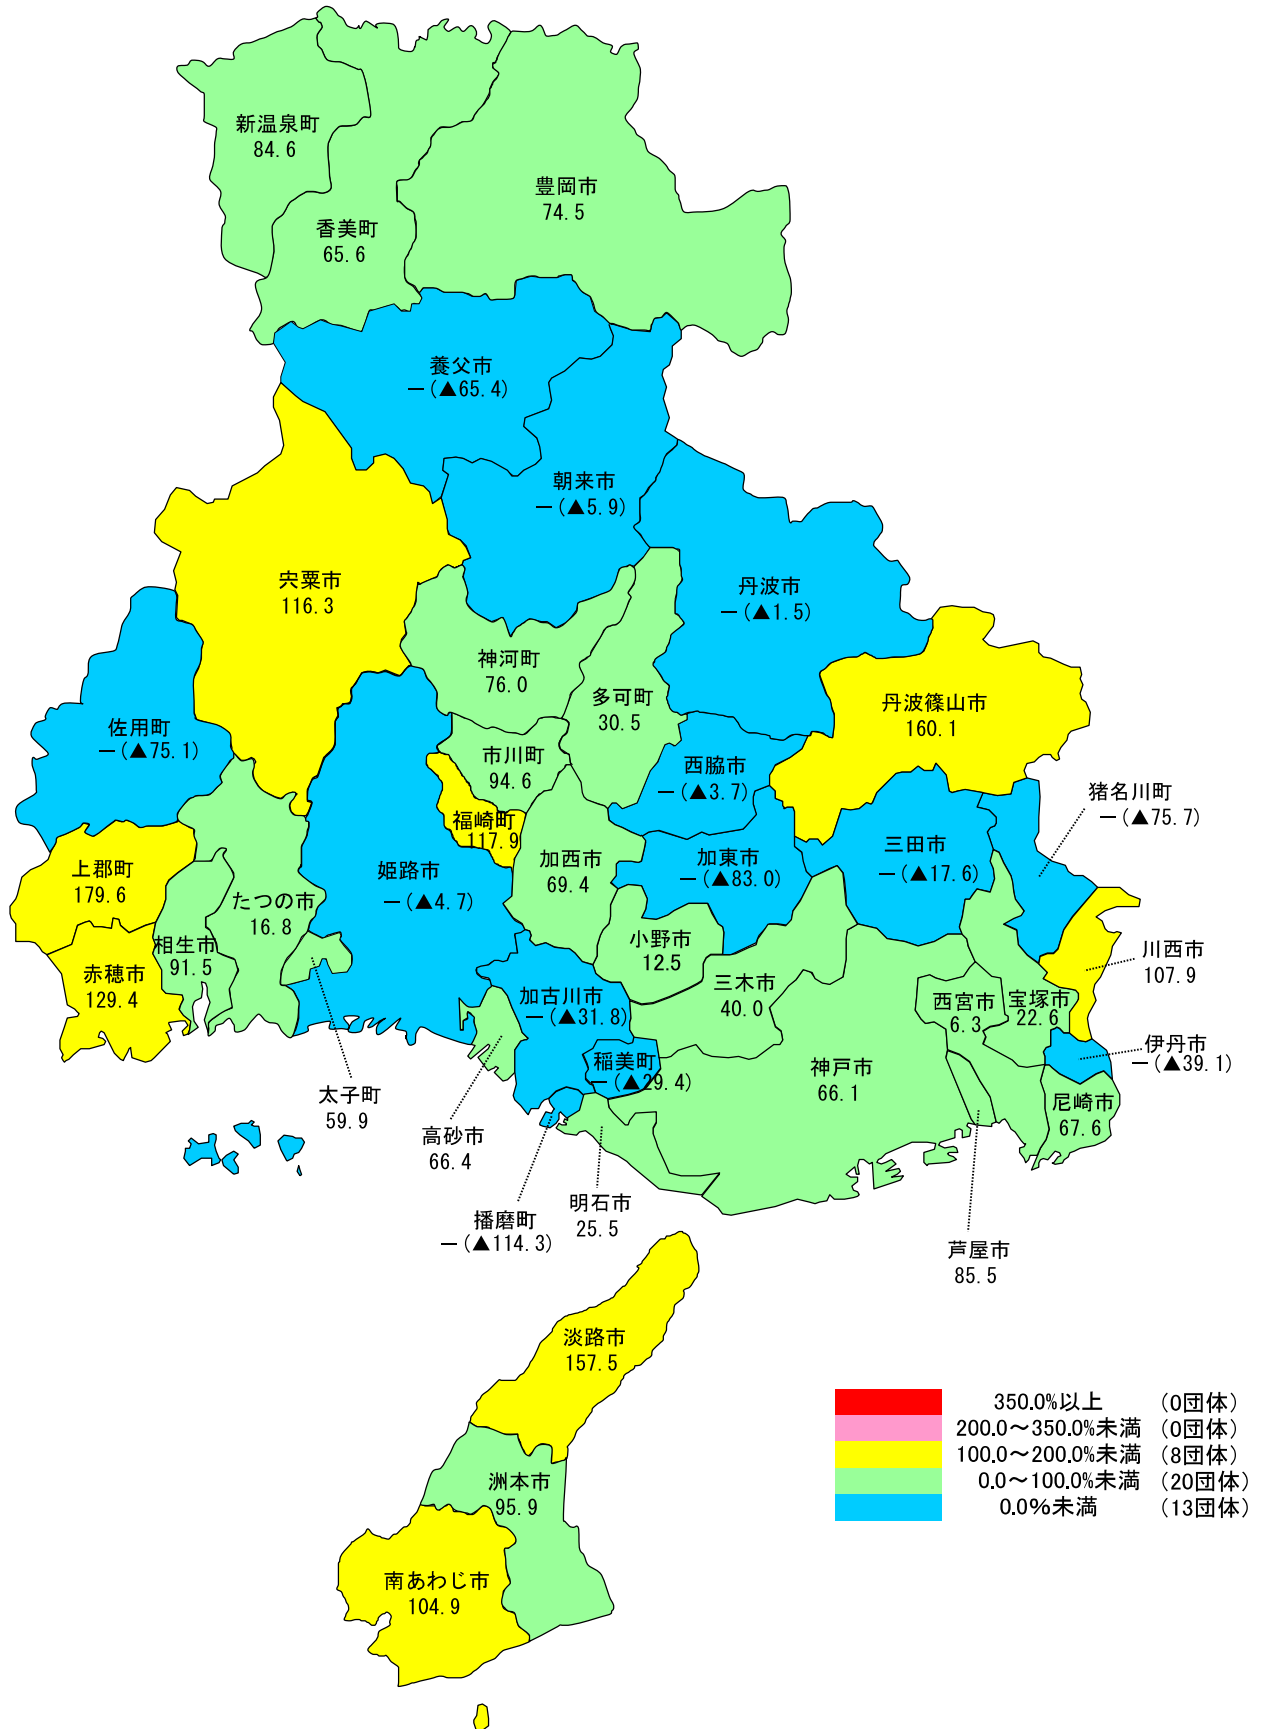 新温泉町
84.6
豊岡市
74.5
香美町
65.6
養父市
－(▲65.4)
朝来市
－(▲5.9)
宍粟市
116.3
丹波市
－(▲1.5)
神河町
76.0
多可町
30.5
丹波篠山市
160.1
佐用町
－(▲75.1)
市川町
94.6
西脇市
－(▲3.7)
猪名川町
－(▲75.7)
福崎町
117.9
加西市
69.4
加東市
－(▲83.0)
三田市
－(▲17.6)
上郡町
179.6
姫路市
－(▲4.7)
たつの市
16.8
相生市
91.5
小野市
12.5
川西市
107.9
赤穂市
129.4
三木市
40.0
加古川市
－(▲31.8)
西宮市
6.3
宝塚市
22.6
伊丹市
－(▲39.1)
稲美町
－(▲29.4)
神戸市
66.1
太子町
59.9
尼崎市
67.6
高砂市
66.4
明石市
25.5
播磨町
－(▲114.3)
芦屋市
85.5
淡路市
157.5
350.0%以上 (0団体)
200.0～350.0%未満 (0団体)
100.0～200.0%未満 (8団体)
0.0～100.0%未満 (20団体)
0.0%未満 (13団体)
洲本市
95.9
南あわじ市
104.9